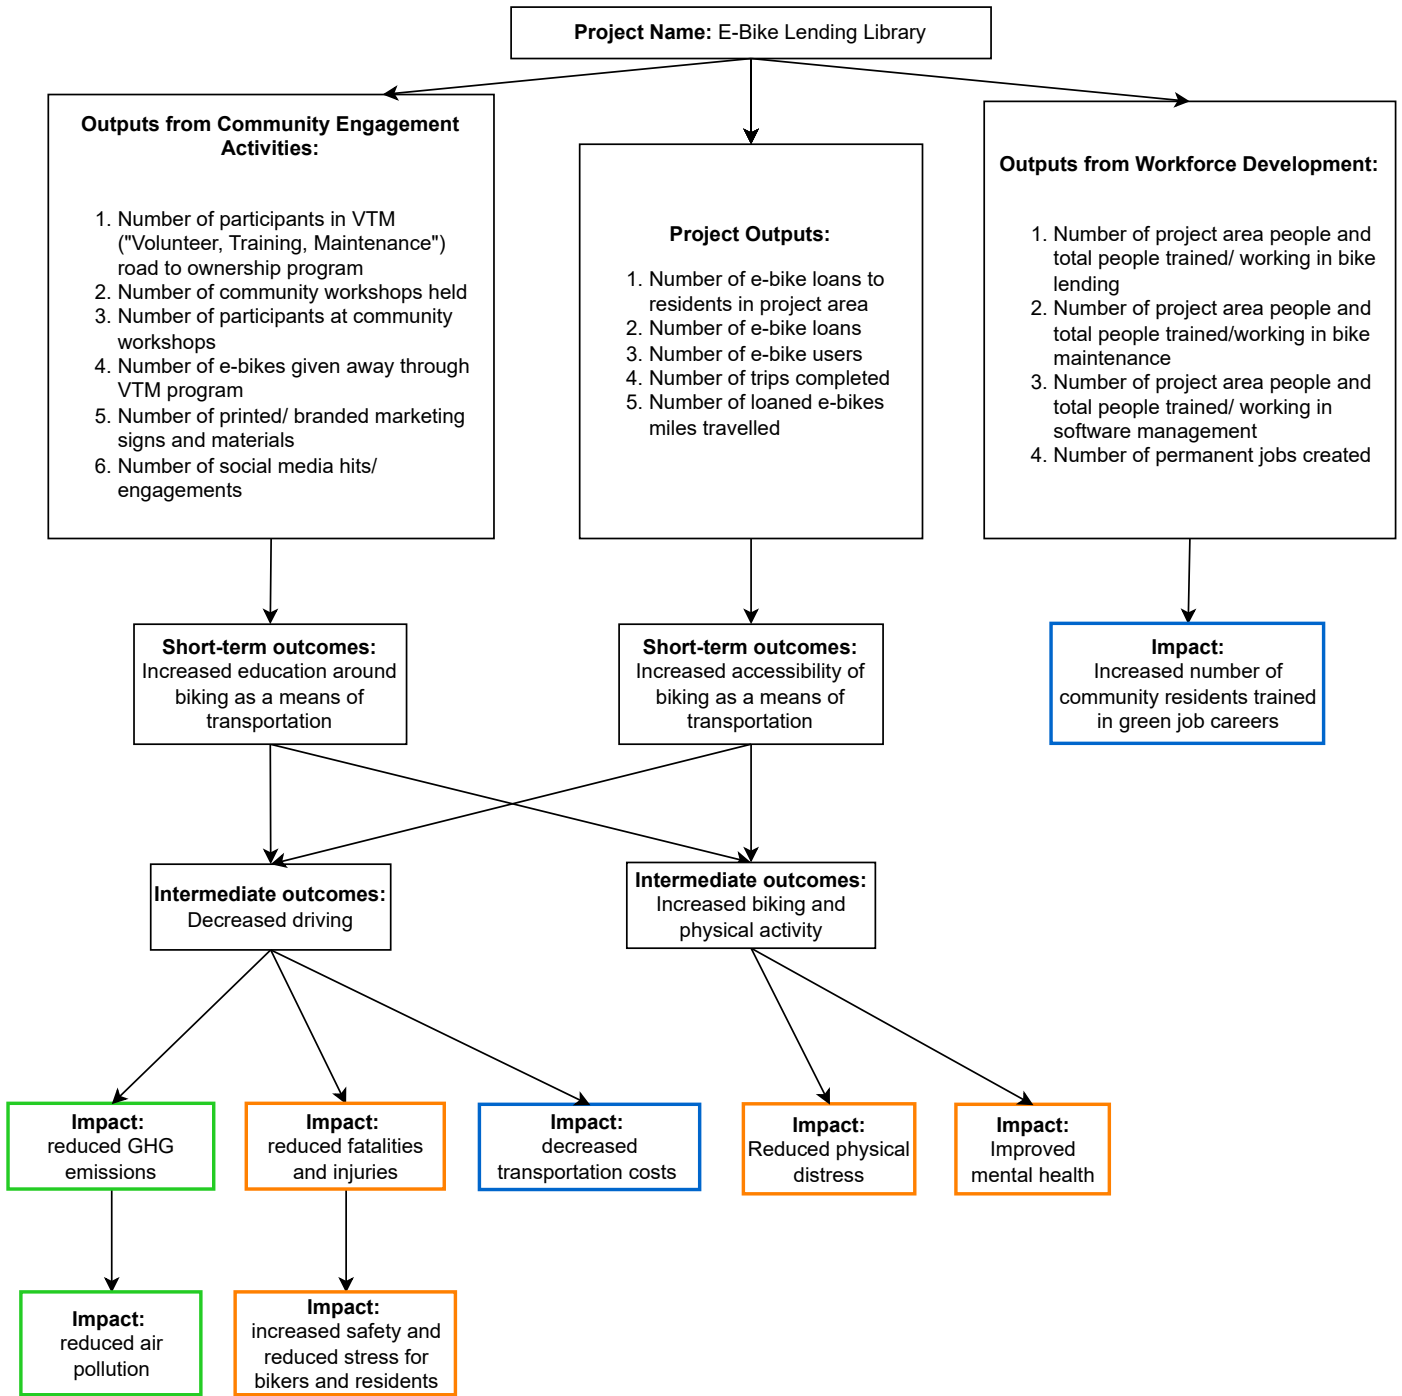 Project Name: E-Bike Lending Library
Outputs from Community Engagement
Activities:
1. Number of participants in VTM
("Volunteer, Training, Maintenance")
road to ownership program
2. Number of community workshops held
3. Number of participants at community
workshops
4. Number of e-bikes given away through
VTM program
5. Number of printed/ branded marketing
signs and materials
6. Number of social media hits/
engagements
Project Outputs:
1. Number of e-bike loans to
residents in project area
2. Number of e-bike loans
3. Number of e-bike users
4. Number of trips completed
5. Number of loaned e-bikes
miles travelled
Outputs from Workforce Development:
1. Number of project area people and
total people trained/ working in bike
lending
2. Number of project area people and
total people trained/working in bike
maintenance
3. Number of project area people and
total people trained/ working in
software management
4. Number of permanent jobs created
Short-term outcomes:
Increased education around
biking as a means of
transportation
Short-term outcomes:
Increased accessibility of
biking as a means of
transportation
Impact:
Increased number of
community residents trained
in green job careers
Intermediate outcomes:
Decreased driving
Intermediate outcomes:
Increased biking and
physical activity
Impact:
reduced GHG
emissions
Impact:
reduced fatalities
and injuries
Impact:
decreased
transportation costs
Impact:
Reduced physical
distress
Impact:
Improved
mental health
Impact:
reduced air
pollution
Impact:
increased safety and
reduced stress for
bikers and residents